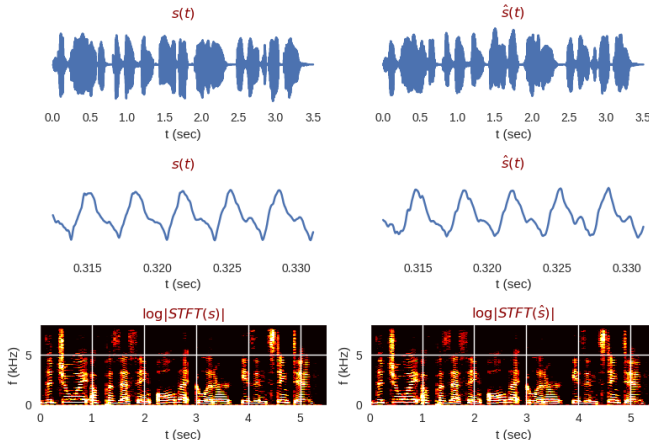 s(t)
ŝ(t)
0.0 0.5 1.0 1.5 2.0 2.5 3.0 3.5
0.0 0.5 1.0 1.5 2.0 2.5 3.0 3.5
t (sec)
t (sec)
s(t)
ŝ(t)
0.315 0.320 0.325 0.330
0.315 0.320 0.325 0.330
t (sec)
t (sec)
log|STFT(s)|
log|STFT(ŝ)|
f (kHz)
5
0
0 1 2 3 4 5
t (sec)
f (kHz)
5
0
0 1 2 3 4 5
t (sec)